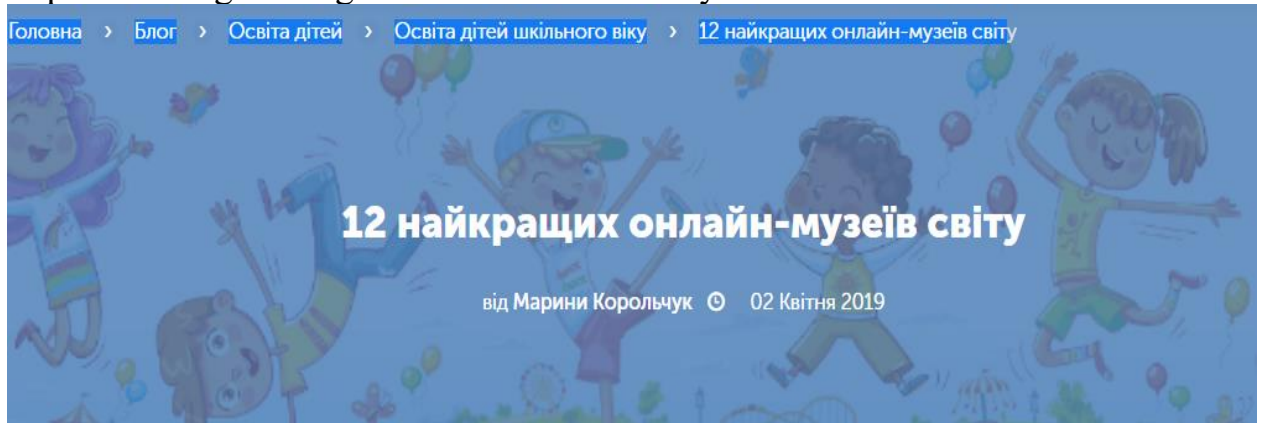 Головна › Блог › Освіта дітей › Освіта дітей шкільного віку › 12 найкращих онлайн-музеїв світу
12 найкращих онлайн-музеїв світу
від Марини Корольчук 02 Квітня 2019